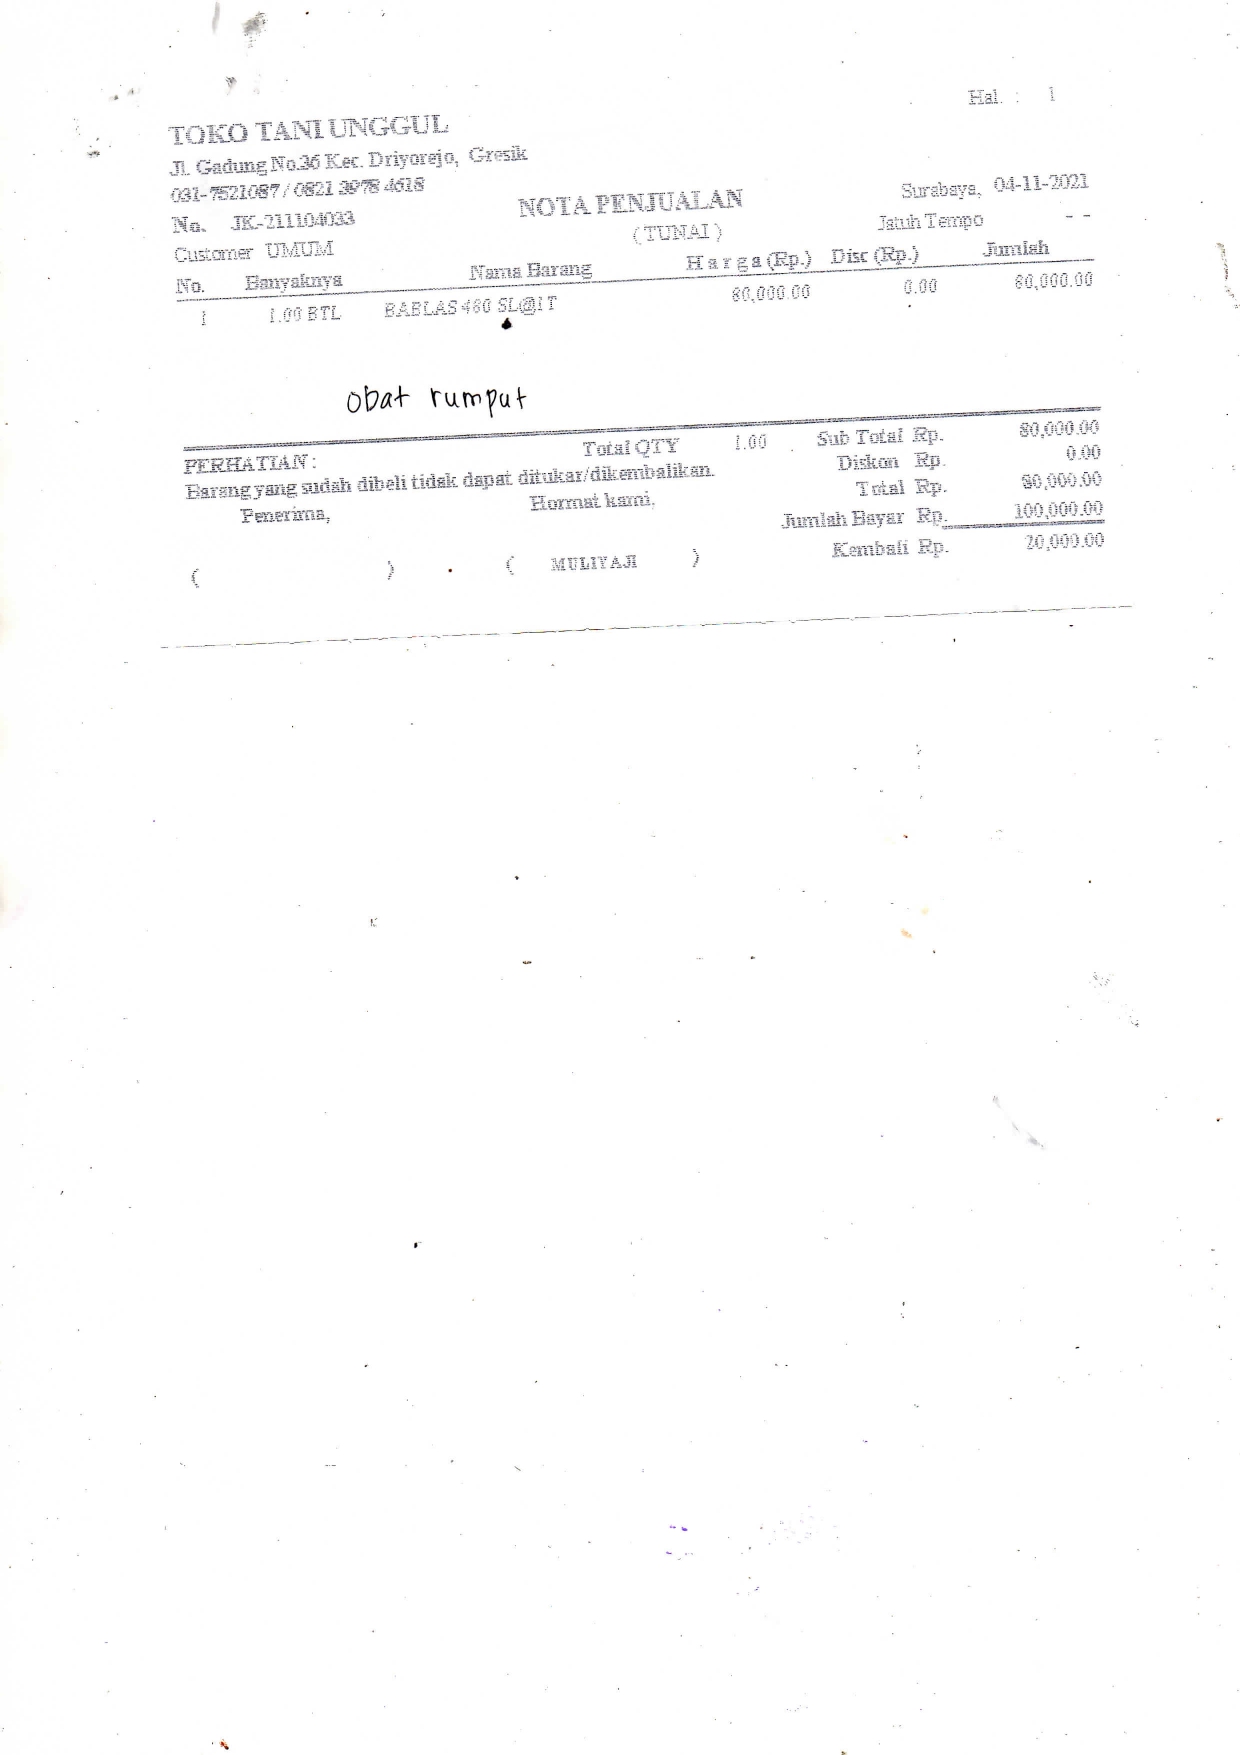 Hal. : 1
TOKO TANI UNGGUL
Jl. Gadung No.36 Kec. Driyorejo, Gresik
031-7521087 / 0821 3978 4618
NOTA PENJUALAN
Surabaya, 04-11-2021
No. JK-211104033
( TUNAI )
Jatuh Tempo - -
Customer UMUM
No. Banyaknya Nama Barang H a r g a (Rp.) Disc (Rp.) Jumlah
1 1.00 BTL BABLAS 480 SL@1 T 80,000.00 0.00 80,000.00
obat rumput
Total QTY 1.00 Sub Total Rp. 80,000.00
PERHATIAN :
Diskon Rp. 0.00
Barang yang sudah dibeli tidak dapat ditukar/dikembalikan.
Total Rp. 80,000.00
Penerima, Hormat kami,
Jumlah Bayar Rp. 100,000.00
Kembali Rp. 20,000.00
( ) ( MULIYAJI )